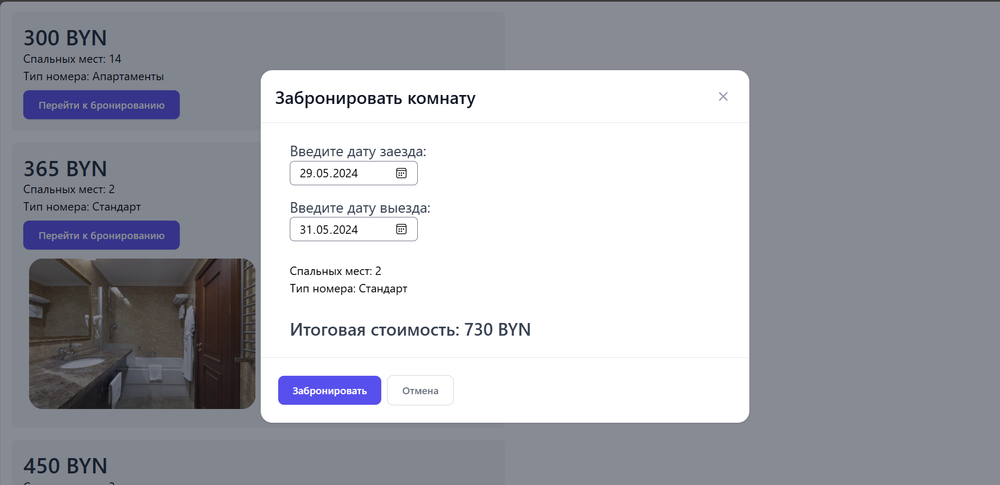 300 BYN
Спальных мест: 14
Тип номера: Апартаменты
Перейти к бронированию
365 BYN
Спальных мест: 2
Тип номера: Стандарт
Перейти к бронированию
450 BYN
Забронировать комнату
Введите дату заезда:
29.05.2024
Введите дату выезда:
31.05.2024
Спальных мест: 2
Тип номера: Стандарт
Итоговая стоимость: 730 BYN
Забронировать
Отмена